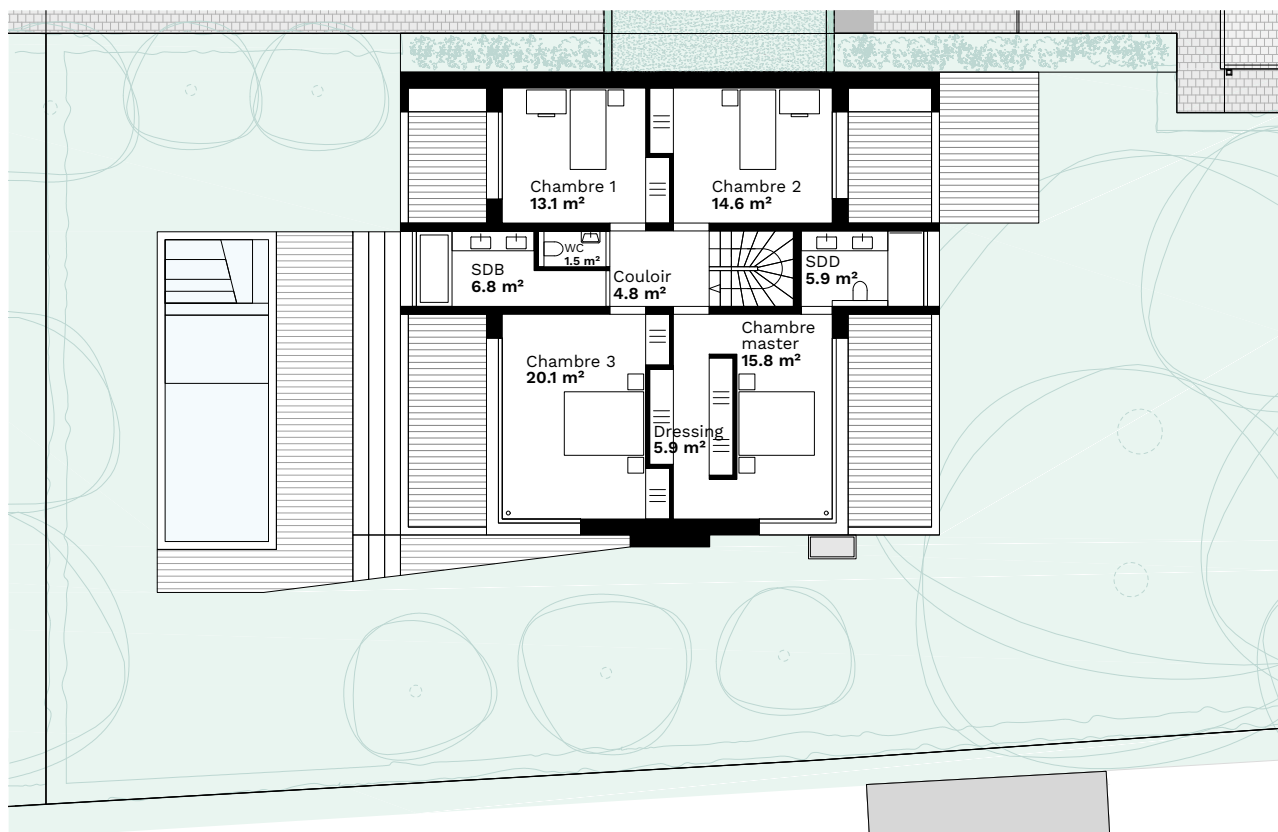 Chambre 1
13.1 m²
Chambre 2
14.6 m²
SDB
6.8 m²
WC
1.5 m²
Couloir
4.8 m²
SDD
5.9 m²
Chambre 3
20.1 m²
Chambre
master
15.8 m²
Dressing
5.9 m²